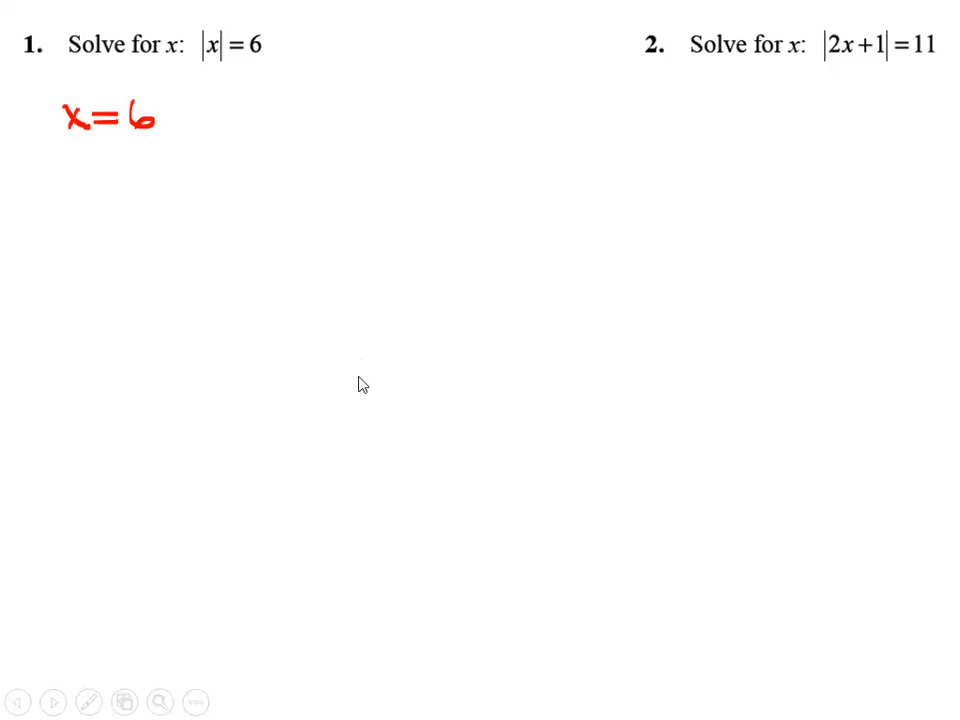 1. Solve for x: |x| = 6
x = 6
2. Solve for x: |2x+1| = 11